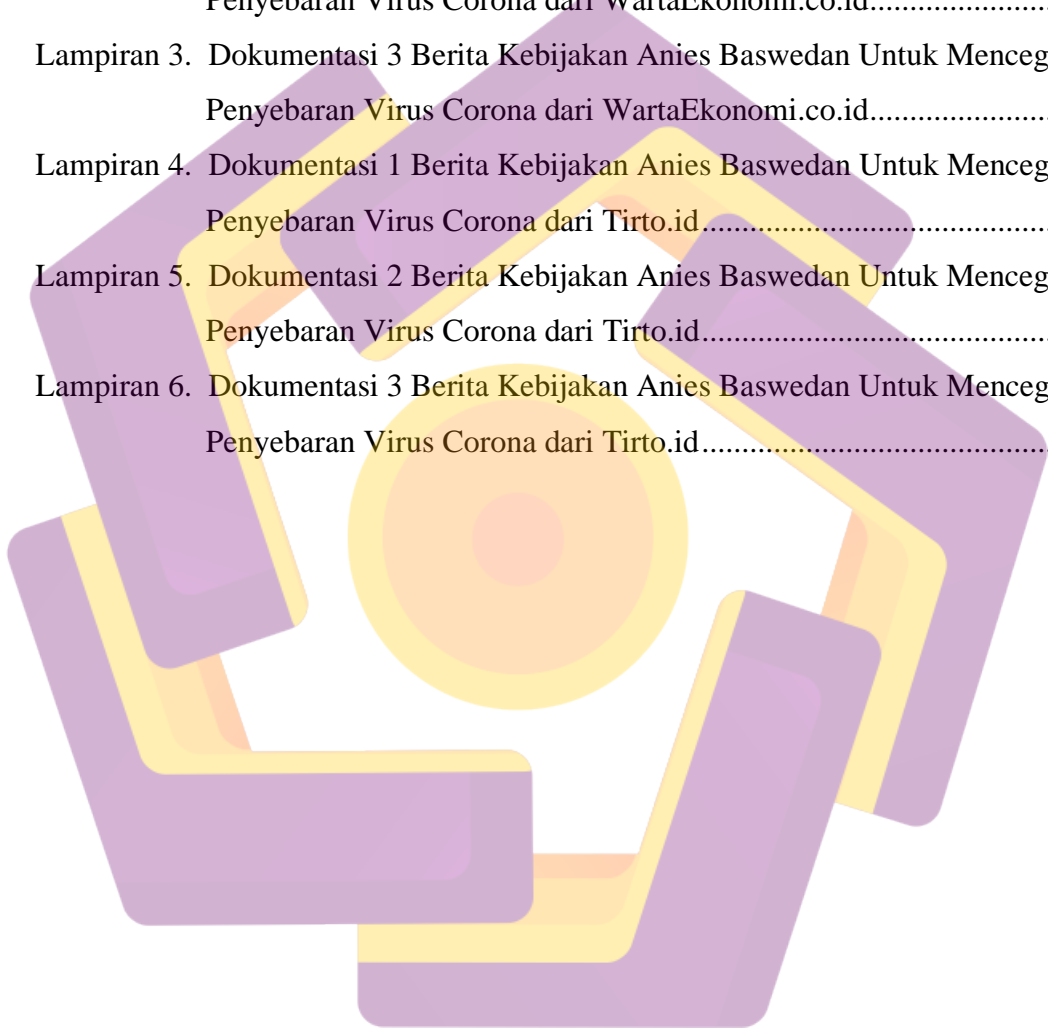 Penyebaran Virus Corona dari WartaEkonomi.co.id.........................
Lampiran 3. Dokumentasi 3 Berita Kebijakan Anies Baswedan Untuk Menceg
Penyebaran Virus Corona dari WartaEkonomi.co.id.........................
Lampiran 4. Dokumentasi 1 Berita Kebijakan Anies Baswedan Untuk Menceg
Penyebaran Virus Corona dari Tirto.id..............................................
Lampiran 5. Dokumentasi 2 Berita Kebijakan Anies Baswedan Untuk Menceg
Penyebaran Virus Corona dari Tirto.id..............................................
Lampiran 6. Dokumentasi 3 Berita Kebijakan Anies Baswedan Untuk Menceg
Penyebaran Virus Corona dari Tirto.id..............................................